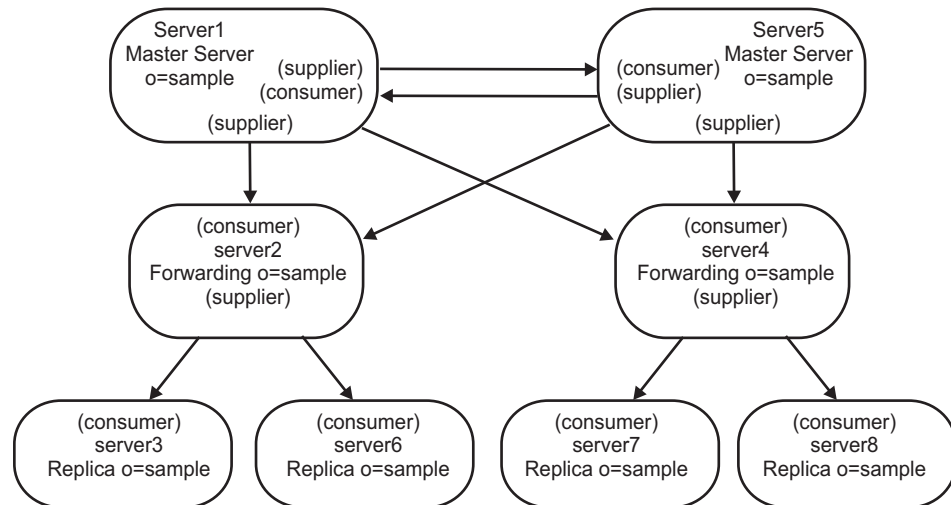 Server1
Master Server
o=sample
(supplier)
(consumer)
(supplier)
Server5
Master Server
o=sample
(consumer)
(supplier)
(supplier)
(consumer)
server2
Forwarding o=sample
(supplier)
(consumer)
server4
Forwarding o=sample
(supplier)
(consumer)
server3
Replica o=sample
(consumer)
server6
Replica o=sample
(consumer)
server7
Replica o=sample
(consumer)
server8
Replica o=sample